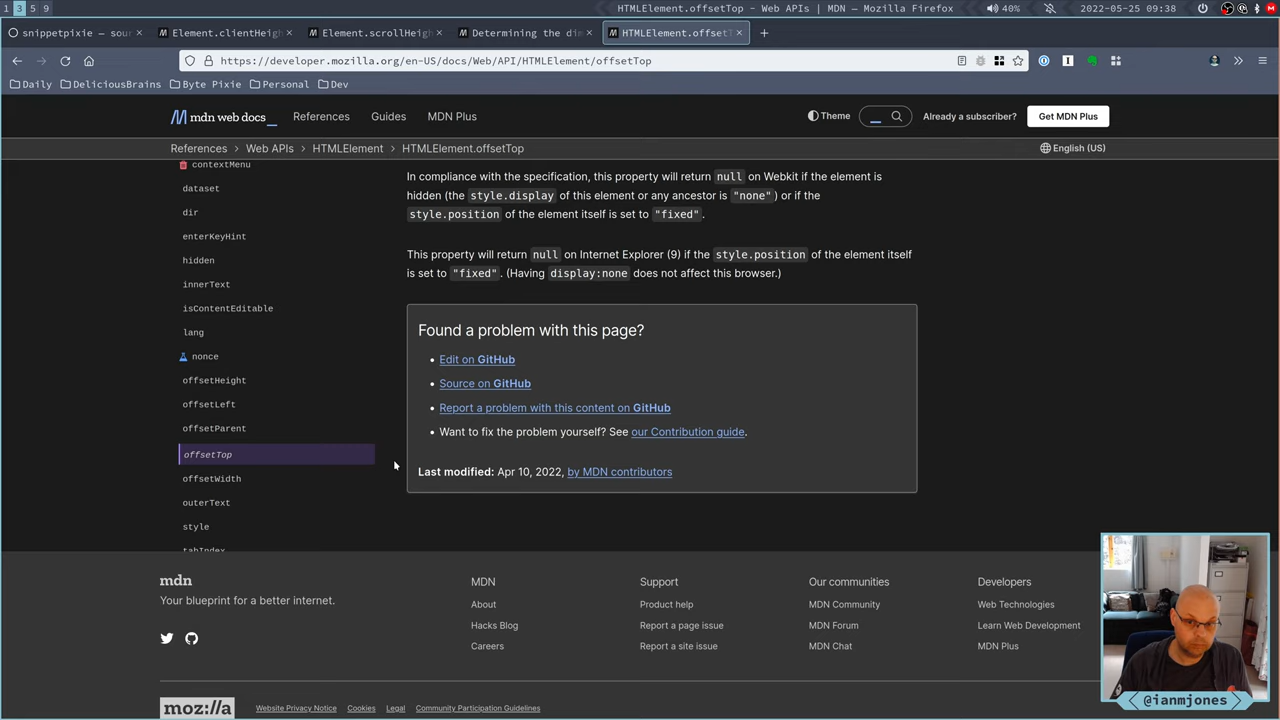 1 3 5 9
HTMLElement.offsetTop - Web APIs | MDN — Mozilla Firefox
40%
2022-05-25 09:38
snippetpixie — sour
Element.clientHeigh
Element.scrollHeigh
Determining the dim
HTMLElement.offsetT
https://developer.mozilla.org/en-US/docs/Web/API/HTMLElement/offsetTop
Daily
DeliciousBrains
Byte Pixie
Personal
Dev
mdn web docs
References
Guides
MDN Plus
Theme
Already a subscriber?
Get MDN Plus
References > Web APIs > HTMLElement > HTMLElement.offsetTop
English (US)
contextMenu
dataset
dir
enterKeyHint
hidden
innerText
isContentEditable
lang
nonce
offsetHeight
offsetLeft
offsetParent
offsetTop
offsetWidth
outerText
style
tabIndex
In compliance with the specification, this property will return null on Webkit if the element is
hidden (the style.display of this element or any ancestor is "none") or if the
style.position of the element itself is set to "fixed".
This property will return null on Internet Explorer (9) if the style.position of the element itself
is set to "fixed". (Having display:none does not affect this browser.)
Found a problem with this page?
• Edit on GitHub
• Source on GitHub
• Report a problem with this content on GitHub
• Want to fix the problem yourself? See our Contribution guide.
Last modified: Apr 10, 2022, by MDN contributors
mdn
Your blueprint for a better internet.
MDN
About
Hacks Blog
Careers
Support
Product help
Report a page issue
Report a site issue
Our communities
MDN Community
MDN Forum
MDN Chat
Developers
Web Technologies
Learn Web Development
MDN Plus
moz://a
Website Privacy Notice
Cookies
Legal
Community Participation Guidelines
@ianmjones